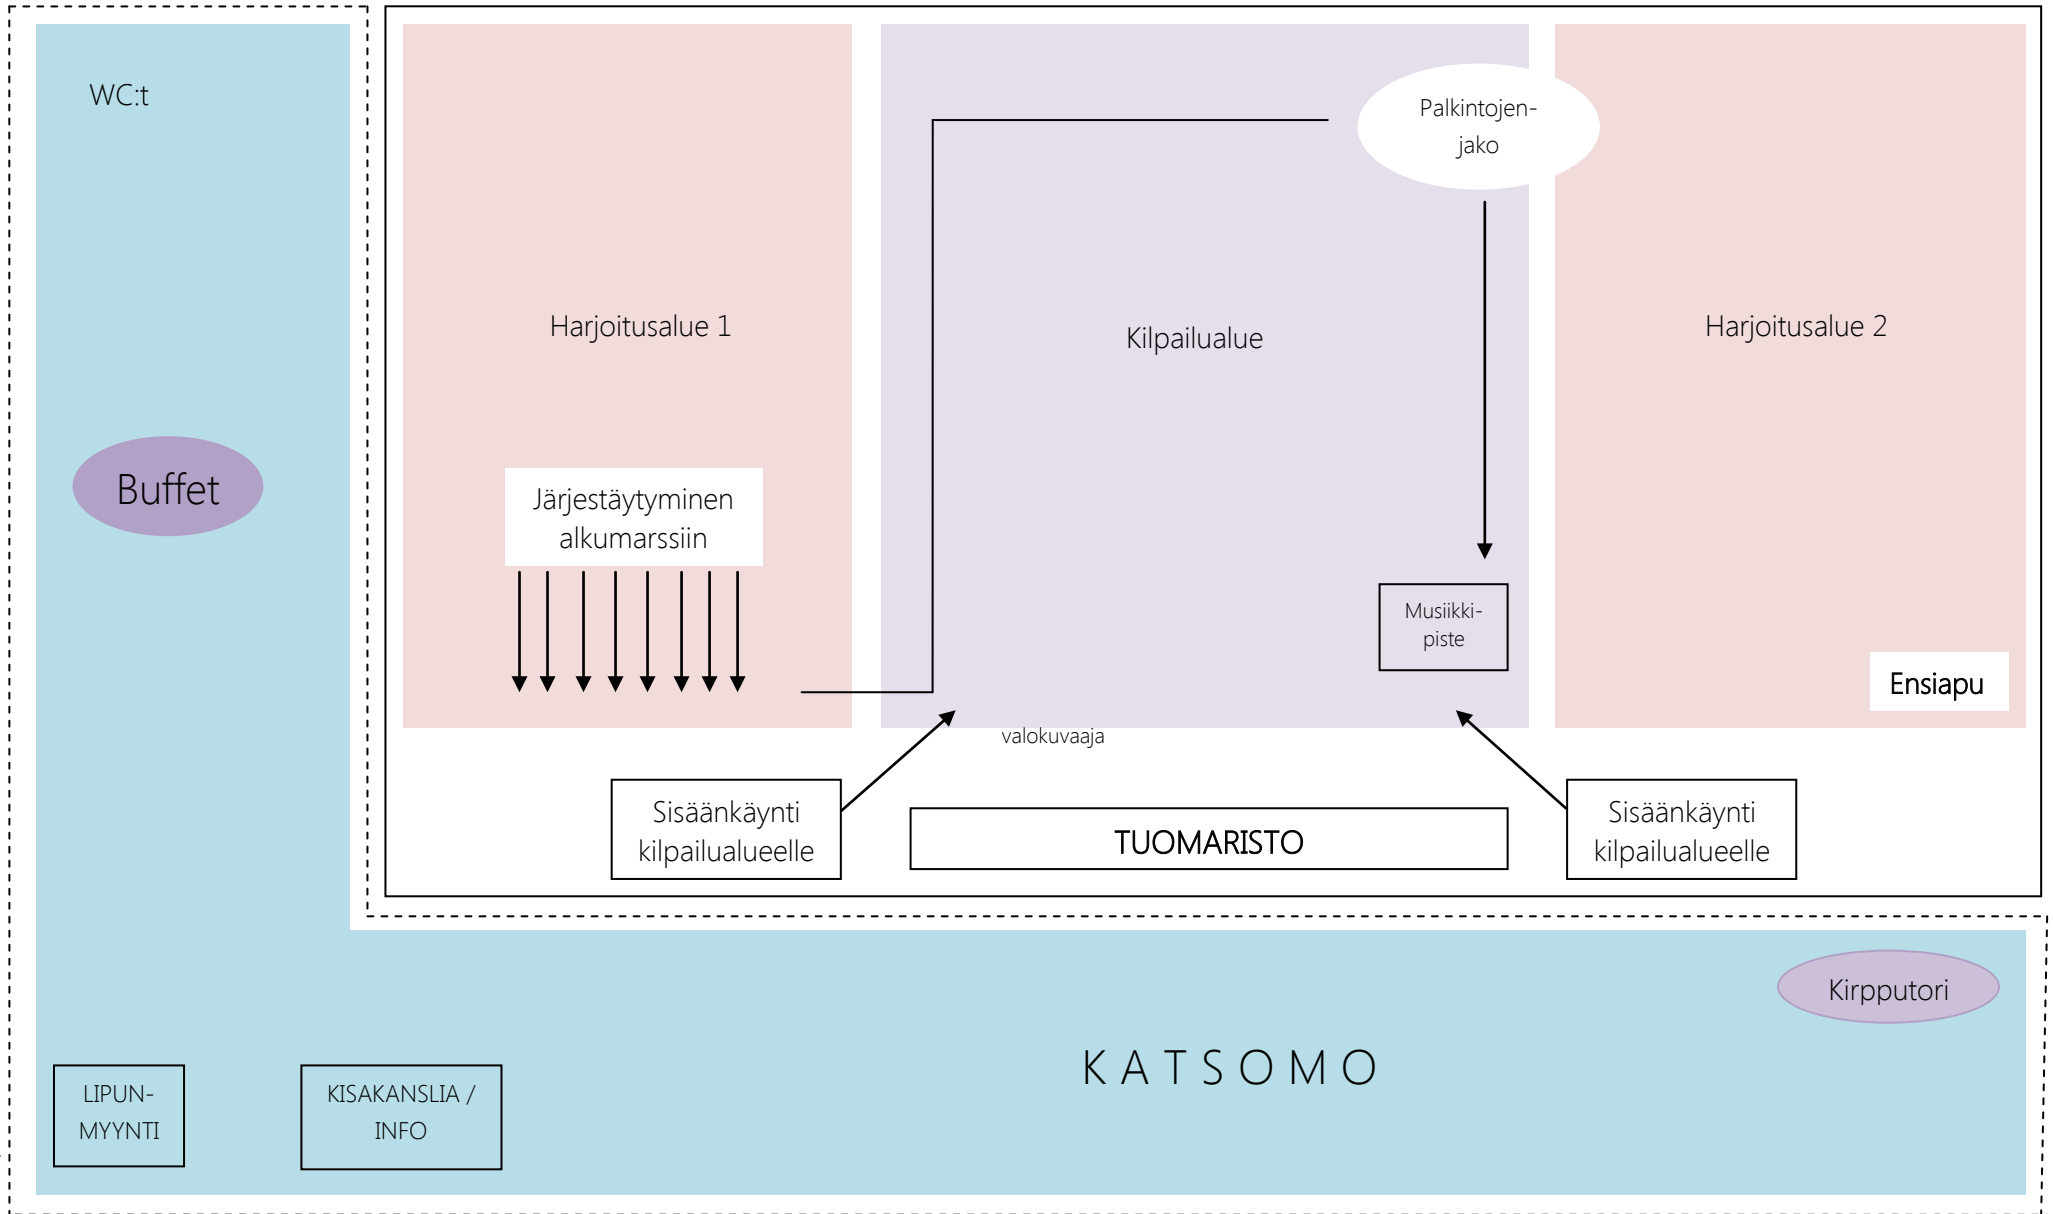 WC:t
Palkintojen-
jako
Harjoitusalue 1
Kilpailualue
Harjoitusalue 2
Buffet
Järjestäytyminen
alkumarssiin
Musiikki-
piste
Ensiapu
valokuvaaja
Sisäänkäynti
kilpailualueelle
TUOMARISTO
Sisäänkäynti
kilpailualueelle
Kirpputori
K A T S O M O
LIPUN-
MYYNTI
KISAKANSLIA /
INFO